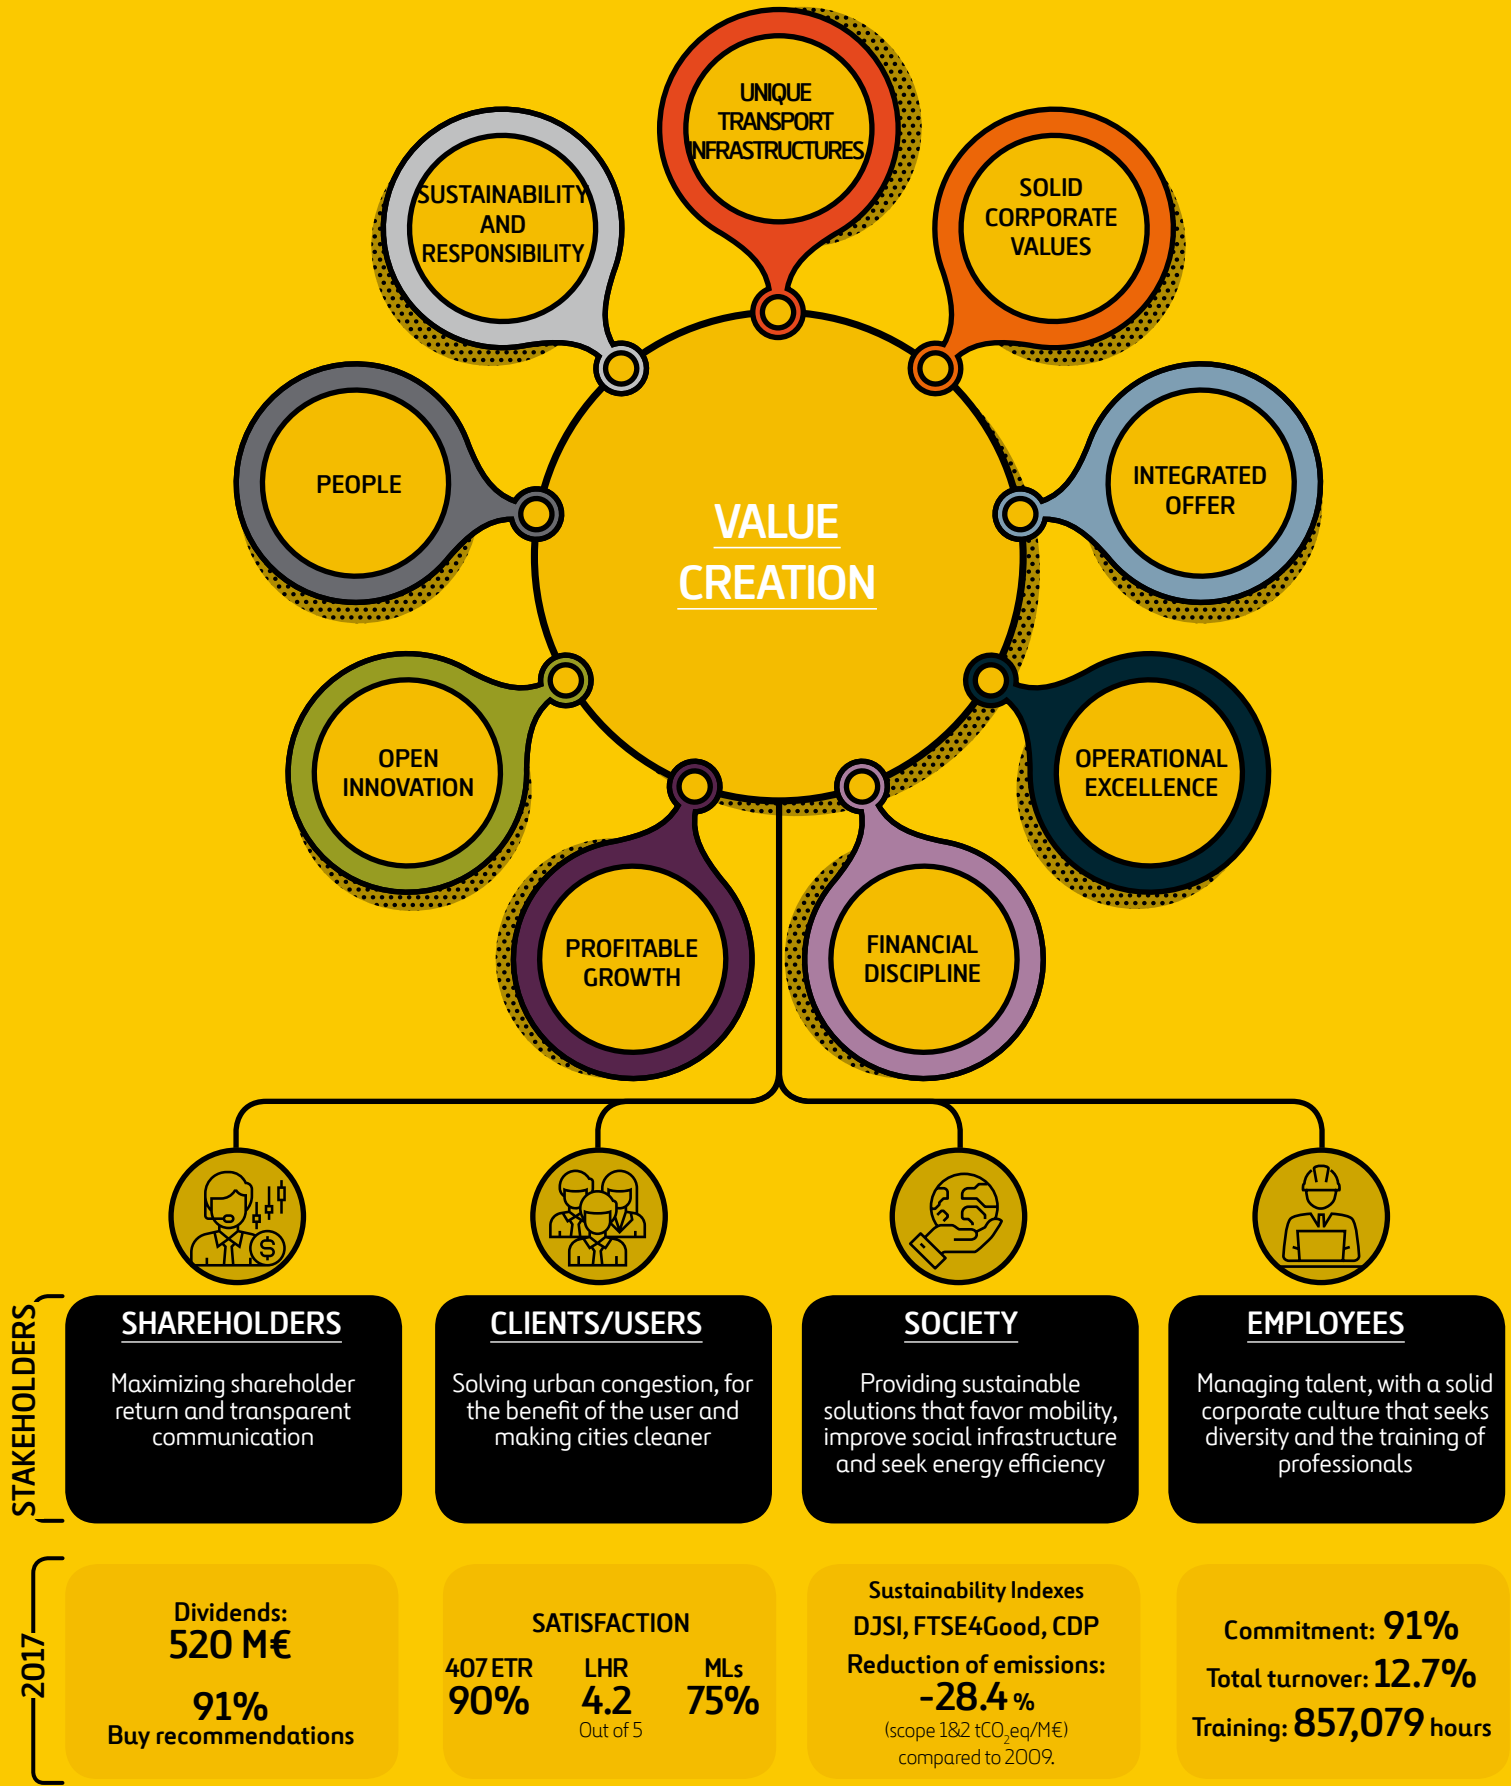 UNIQUE
TRANSPORT
INFRASTRUCTURES
SOLID
CORPORATE
VALUES
SUSTAINABILITY
AND
RESPONSIBILITY
INTEGRATED
OFFER
PEOPLE
VALUE
CREATION
OPERATIONAL
EXCELLENCE
OPEN
INNOVATION
FINANCIAL
DISCIPLINE
PROFITABLE
GROWTH
STAKEHOLDERS
SHAREHOLDERS
Maximizing shareholder
return and transparent
communication
CLIENTS/USERS
Solving urban congestion, for
the benefit of the user and
making cities cleaner
SOCIETY
Providing sustainable
solutions that favor mobility,
improve social infrastructure
and seek energy efficiency
EMPLOYEES
Managing talent, with a solid
corporate culture that seeks
diversity and the training of
professionals
2017
Dividends:
520 M€
91%
Buy recommendations
SATISFACTION
407 ETR LHR MLs
90% 4.2 75%
Out of 5
Sustainability Indexes
DJSI, FTSE4Good, CDP
Reduction of emissions:
-28.4 %
(scope 1&2 tCO₂eq/M€)
compared to 2009.
Commitment: 91%
Total turnover: 12.7%
Training: 857,079 hours